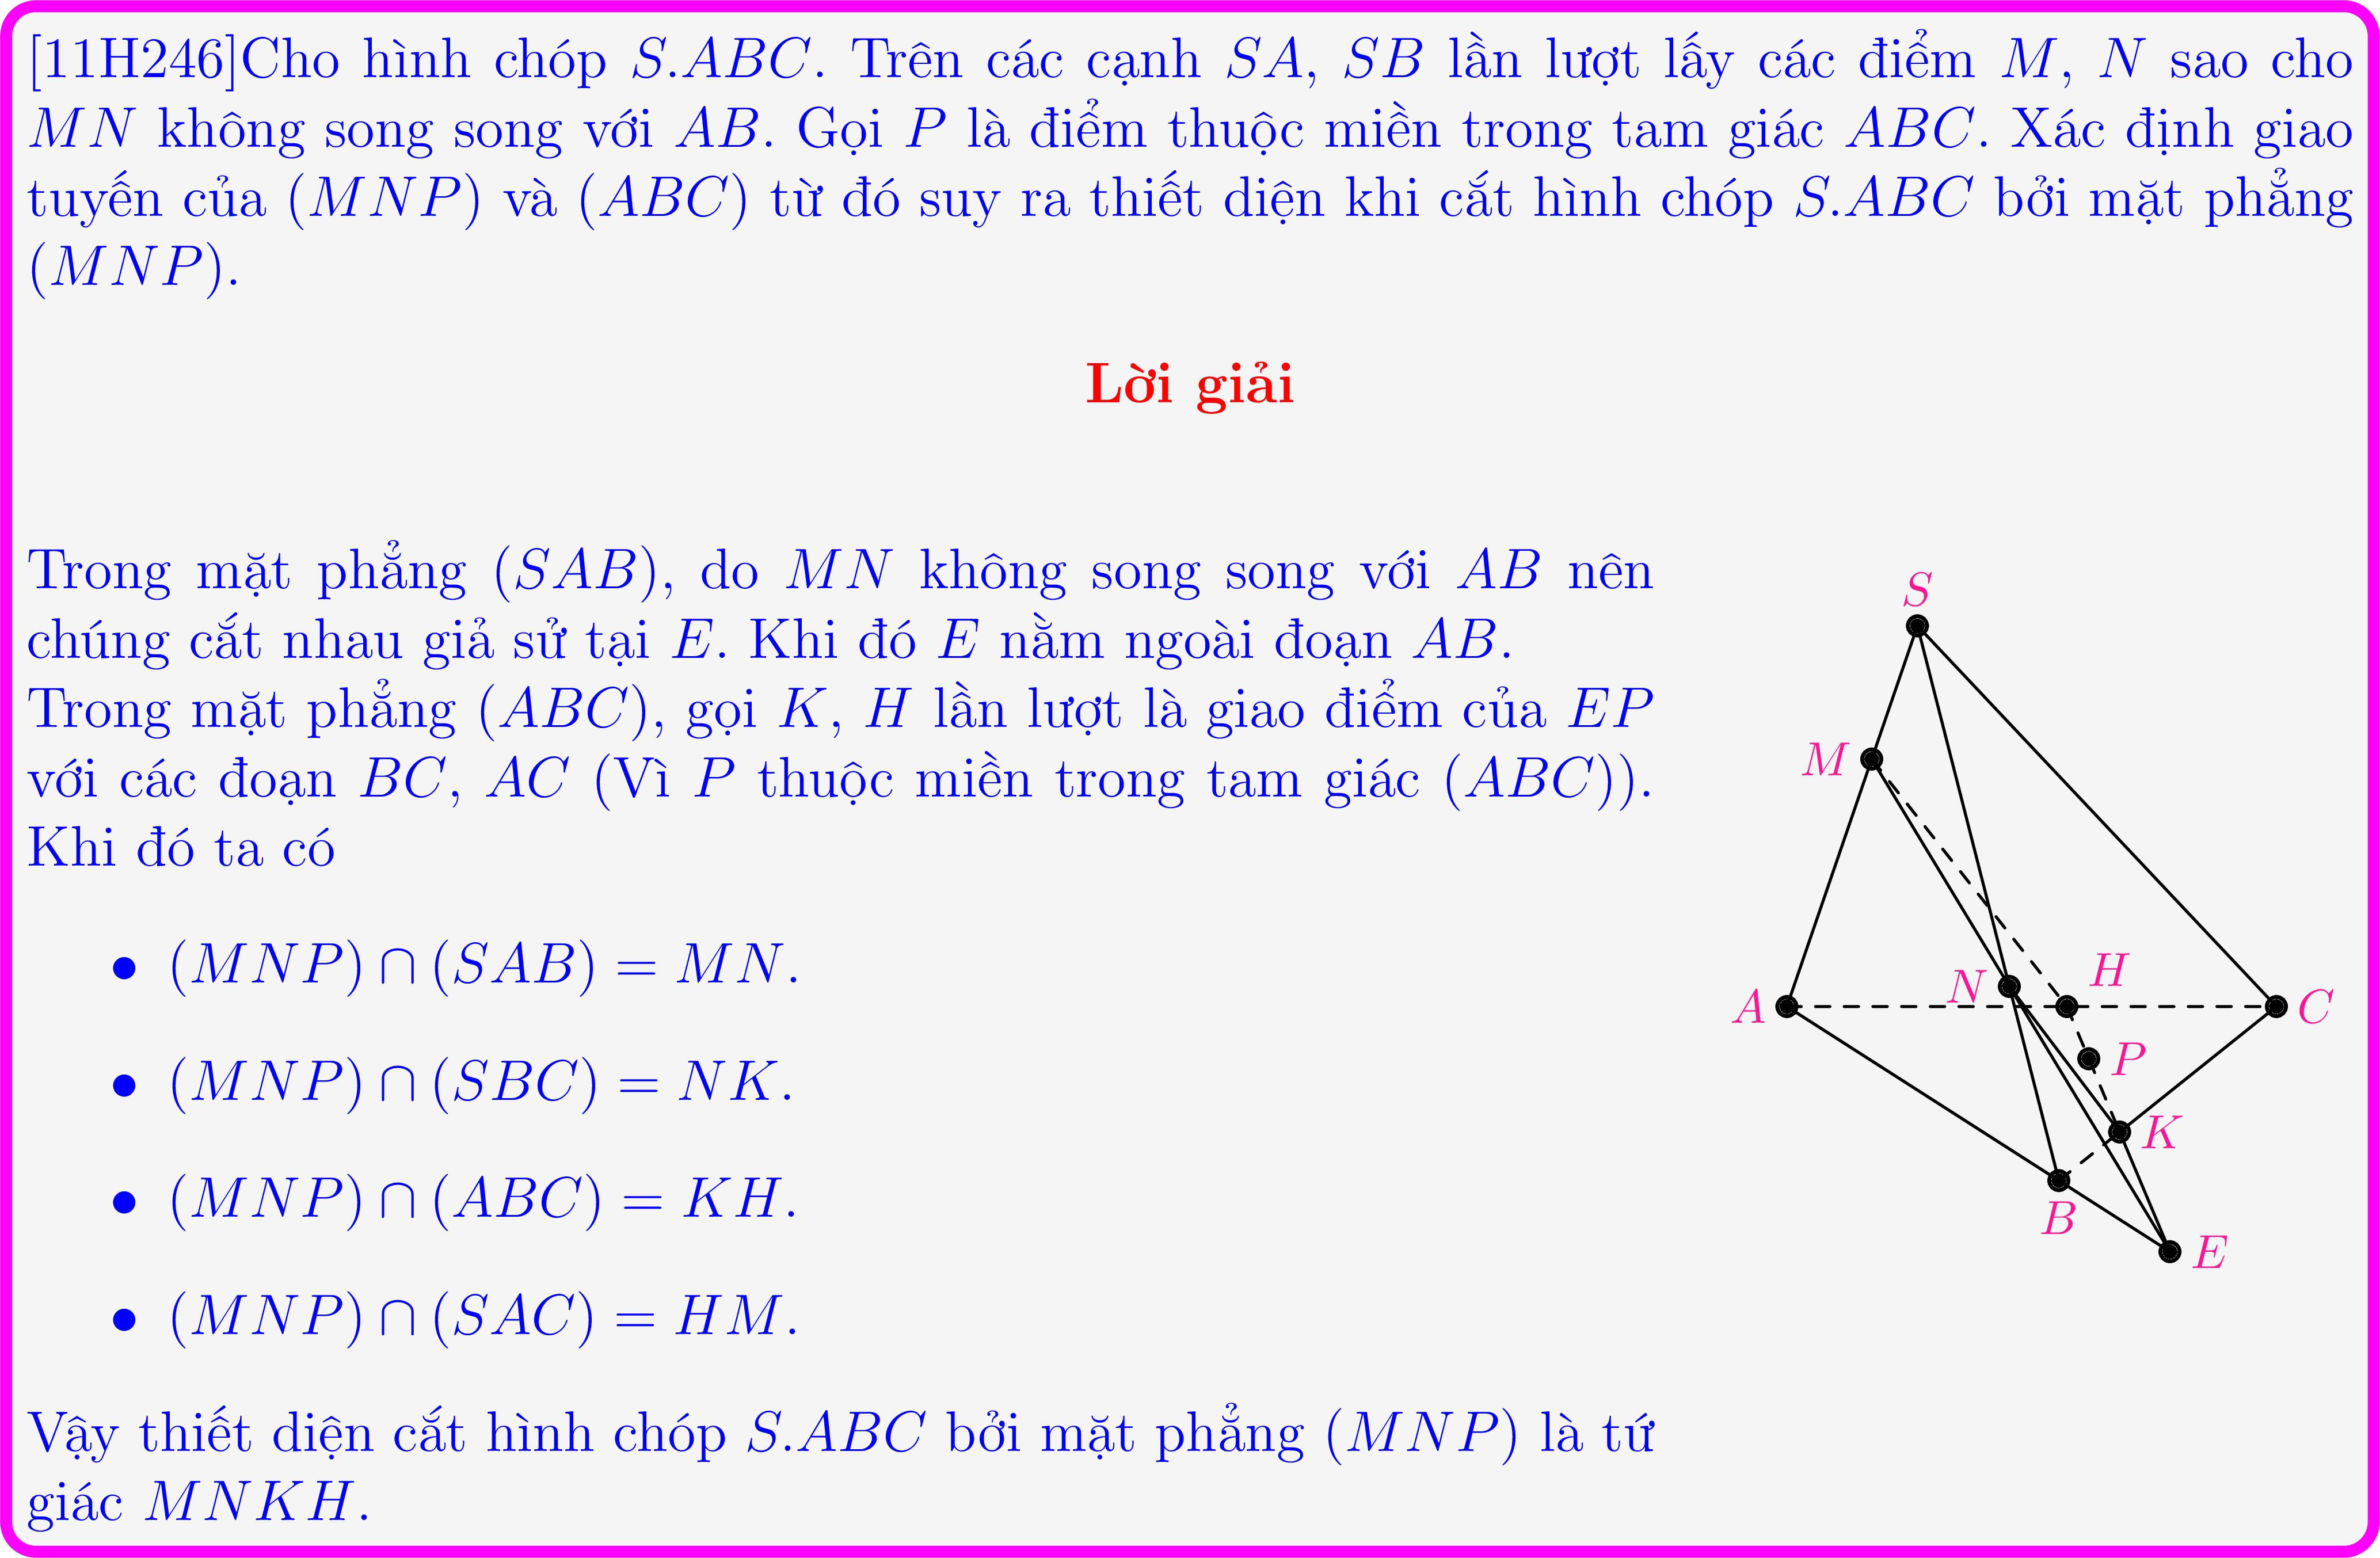 [11H246]Cho hình chóp S.ABC. Trên các cạnh SA, SB lần lượt lấy các điểm M, N sao cho
MN không song song với AB. Gọi P là điểm thuộc miền trong tam giác ABC. Xác định giao
tuyến của (MNP) và (ABC) từ đó suy ra thiết diện khi cắt hình chóp S.ABC bởi mặt phẳng
(MNP).
Lời giải
Trong mặt phẳng (SAB), do MN không song song với AB nên
chúng cắt nhau giả sử tại E. Khi đó E nằm ngoài đoạn AB.
Trong mặt phẳng (ABC), gọi K, H lần lượt là giao điểm của EP
với các đoạn BC, AC (Vì P thuộc miền trong tam giác (ABC)).
Khi đó ta có
• (MNP) ∩ (SAB) = MN.
• (MNP) ∩ (SBC) = NK.
• (MNP) ∩ (ABC) = KH.
• (MNP) ∩ (SAC) = HM.
Vậy thiết diện cắt hình chóp S.ABC bởi mặt phẳng (MNP) là tứ
giác MNKH.
S
M
N
H
A
C
P
K
B
E